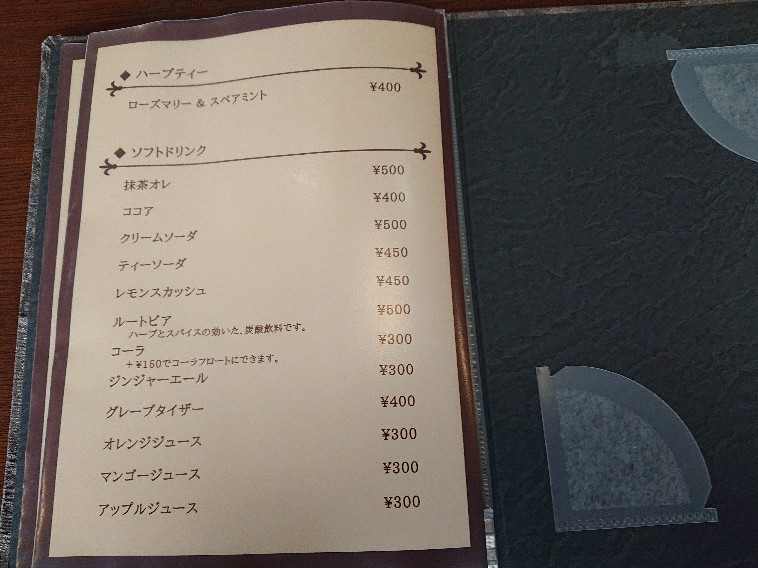 ◆ ハーブティー
ローズマリー & スペアミント ¥400
◆ ソフトドリンク
抹茶オレ ¥500
ココア ¥400
クリームソーダ ¥500
ティーソーダ ¥450
レモンスカッシュ ¥450
ルートビア ¥500
ハーブとスパイスの効いた、炭酸飲料です。
コーラ ¥300
+¥150でコーラフロートにできます。
ジンジャーエール ¥300
グレープタイザー ¥400
オレンジジュース ¥300
マンゴージュース ¥300
アップルジュース ¥300